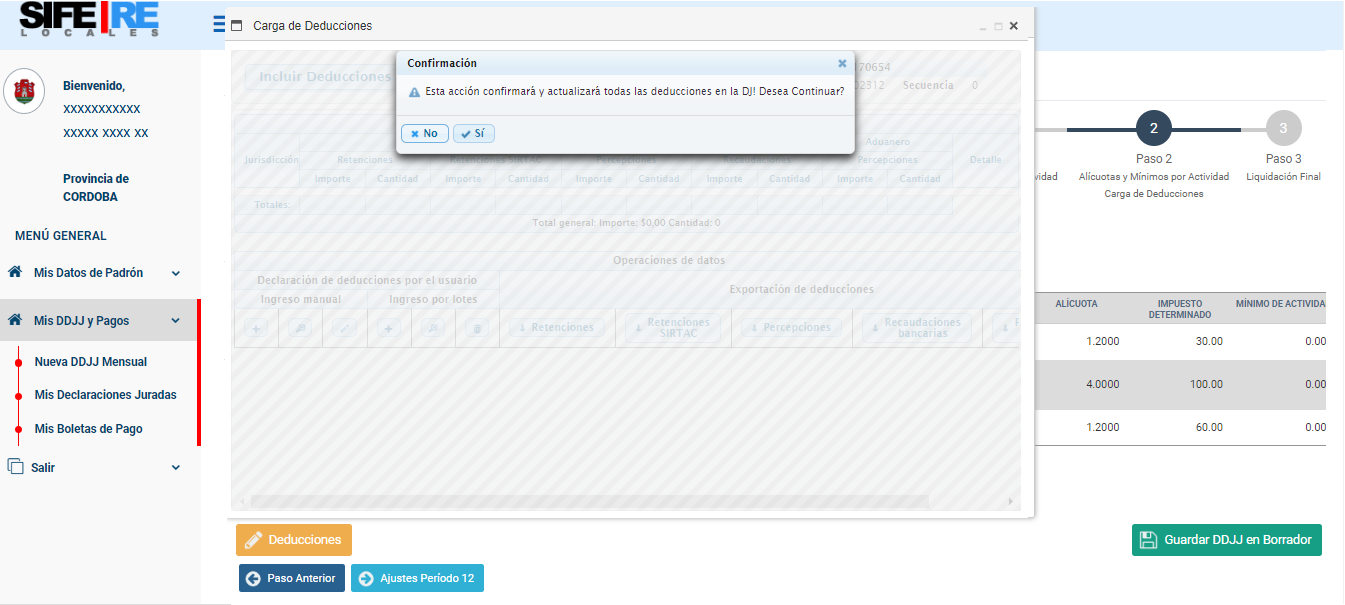 SIFERE
LOCALES
Bienvenido,
XXXXXXXXXXX
XXXXX XXXX XX
Provincia de
CORDOBA
MENÚ GENERAL
Mis Datos de Padrón
Mis DDJJ y Pagos
Nueva DDJJ Mensual
Mis Declaraciones Juradas
Mis Boletas de Pago
Salir
Carga de Deducciones
Confirmación
Esta acción confirmará y actualizará todas las deducciones en la DJ! Desea Continuar?
No
Sí
Incluir Deducciones
70654
02312 Secuencia 0
Aduanero
Jurisdicción Retenciones Retenciones SIRTAC Percepciones Recaudaciones Percepciones Detalle
Importe Cantidad Importe Cantidad Importe Cantidad Importe Cantidad Importe Cantidad
Totales:
Total general: Importe: $0,00 Cantidad: 0
Operaciones de datos
Declaración de deducciones por el usuario
Exportación de deducciones
Ingreso manual Ingreso por lotes
Retenciones
Retenciones
SIRTAC
Percepciones
Recaudaciones
bancarias
2
3
Paso 2
Paso 3
vidad
Alícuotas y Mínimos por Actividad
Carga de Deducciones
Liquidación Final
ALÍCUOTA
IMPUESTO
DETERMINADO
MÍNIMO DE ACTIVIDA
1.2000 30.00 0.00
4.0000 100.00 0.00
1.2000 60.00 0.00
Deducciones
Guardar DDJJ en Borrador
Paso Anterior
Ajustes Período 12